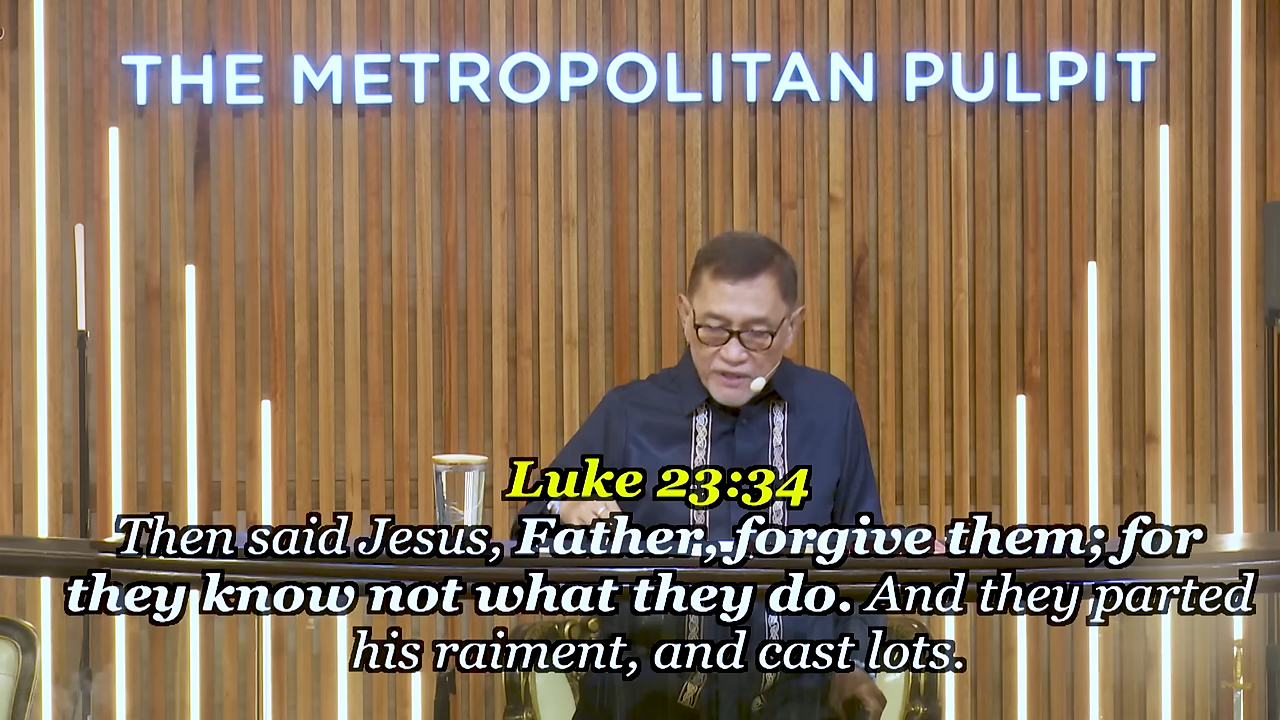 THE METROPOLITAN PULPIT
Luke 23:34
Then said Jesus, Father, forgive them; for
they know not what they do. And they parted
his raiment, and cast lots.